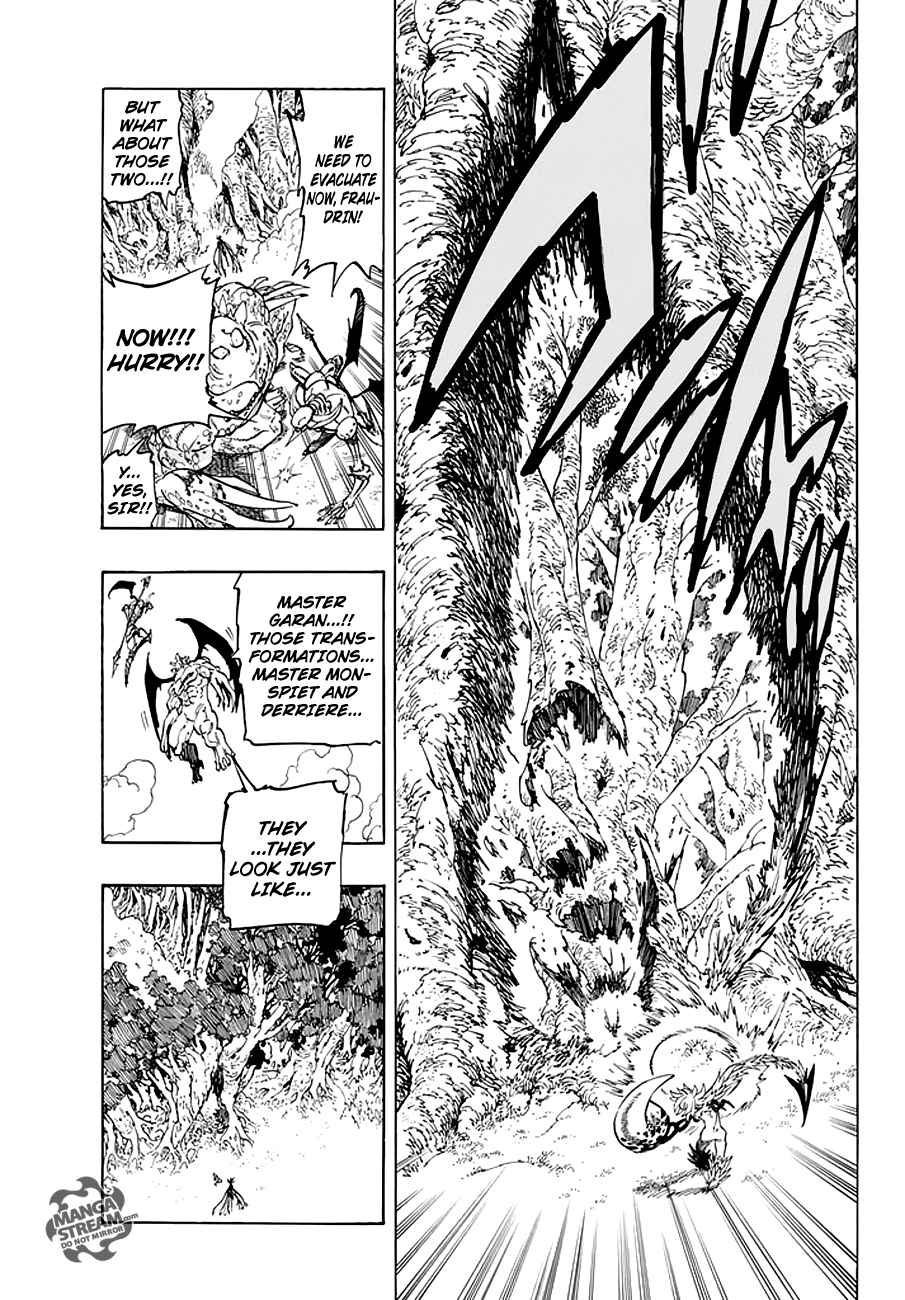 WE
NEED TO
EVACUATE
NOW, FRAU-
DRIN!
BUT
WHAT
ABOUT
THOSE
TWO...!!
NOW!!!
HURRY!!
Y...
YES,
SIR!!
MASTER
GARAN...!!
THOSE TRANS-
FORMATIONS...
MASTER MON-
SPIET AND
DERRIERE...
THEY
...THEY
LOOK JUST
LIKE...
MANGA
STREAM.com
DO NOT MIRROR